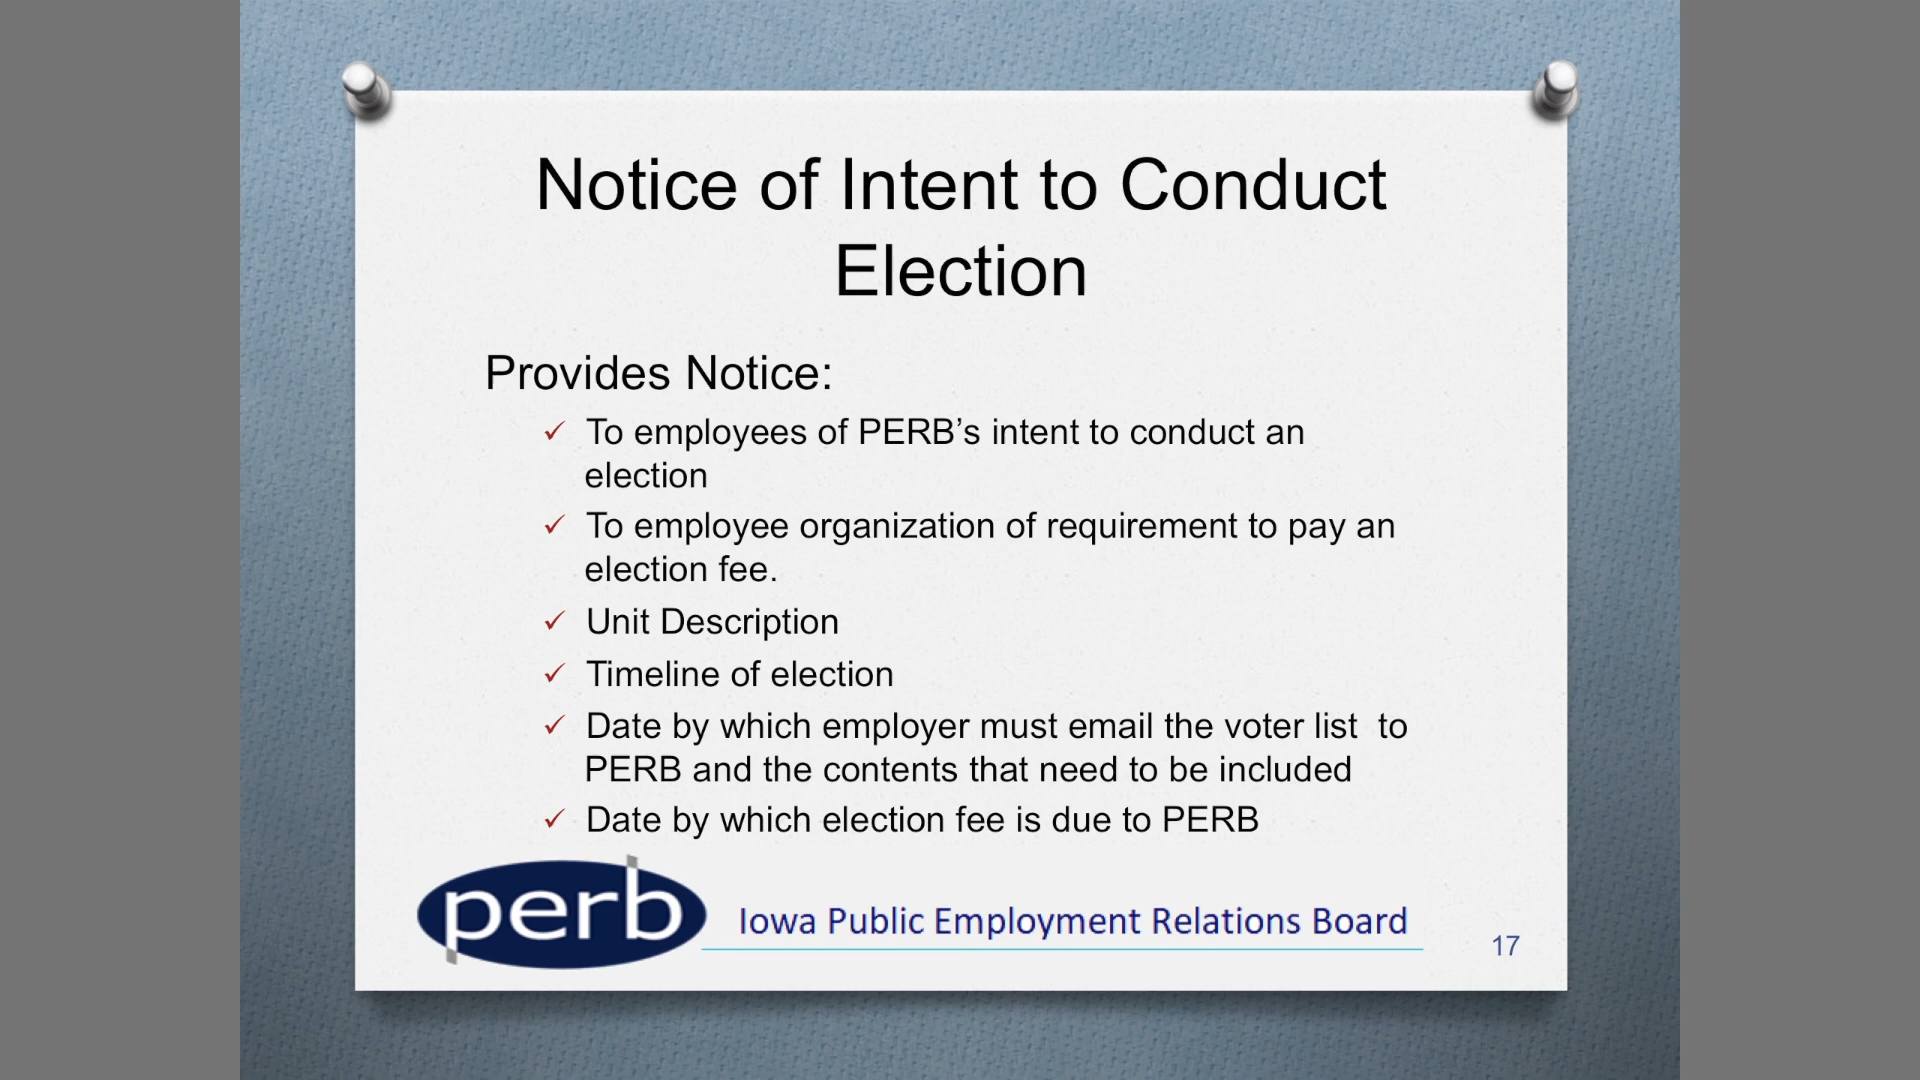 Notice of Intent to Conduct
Election
Provides Notice:
✓ To employees of PERB’s intent to conduct an
election
✓ To employee organization of requirement to pay an
election fee.
✓ Unit Description
✓ Timeline of election
✓ Date by which employer must email the voter list  to
PERB and the contents that need to be included
✓ Date by which election fee is due to PERB
perb
Iowa Public Employment Relations Board
17